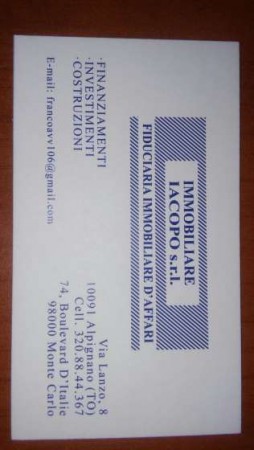 IMMOBILIARE
IACOPO s.r.l.
FIDUCIARIA IMMOBILIARE D'AFFARI
·FINANZIAMENTI
·INVESTIMENTI
·COSTRUZIONI
E-mail: francoavv106@gmail.com
Via Lanzo, 8
10091 Alpignano (TO)
Cell. 320.88.44.367
74, Boulevard D'Italie
98000 Monte Carlo